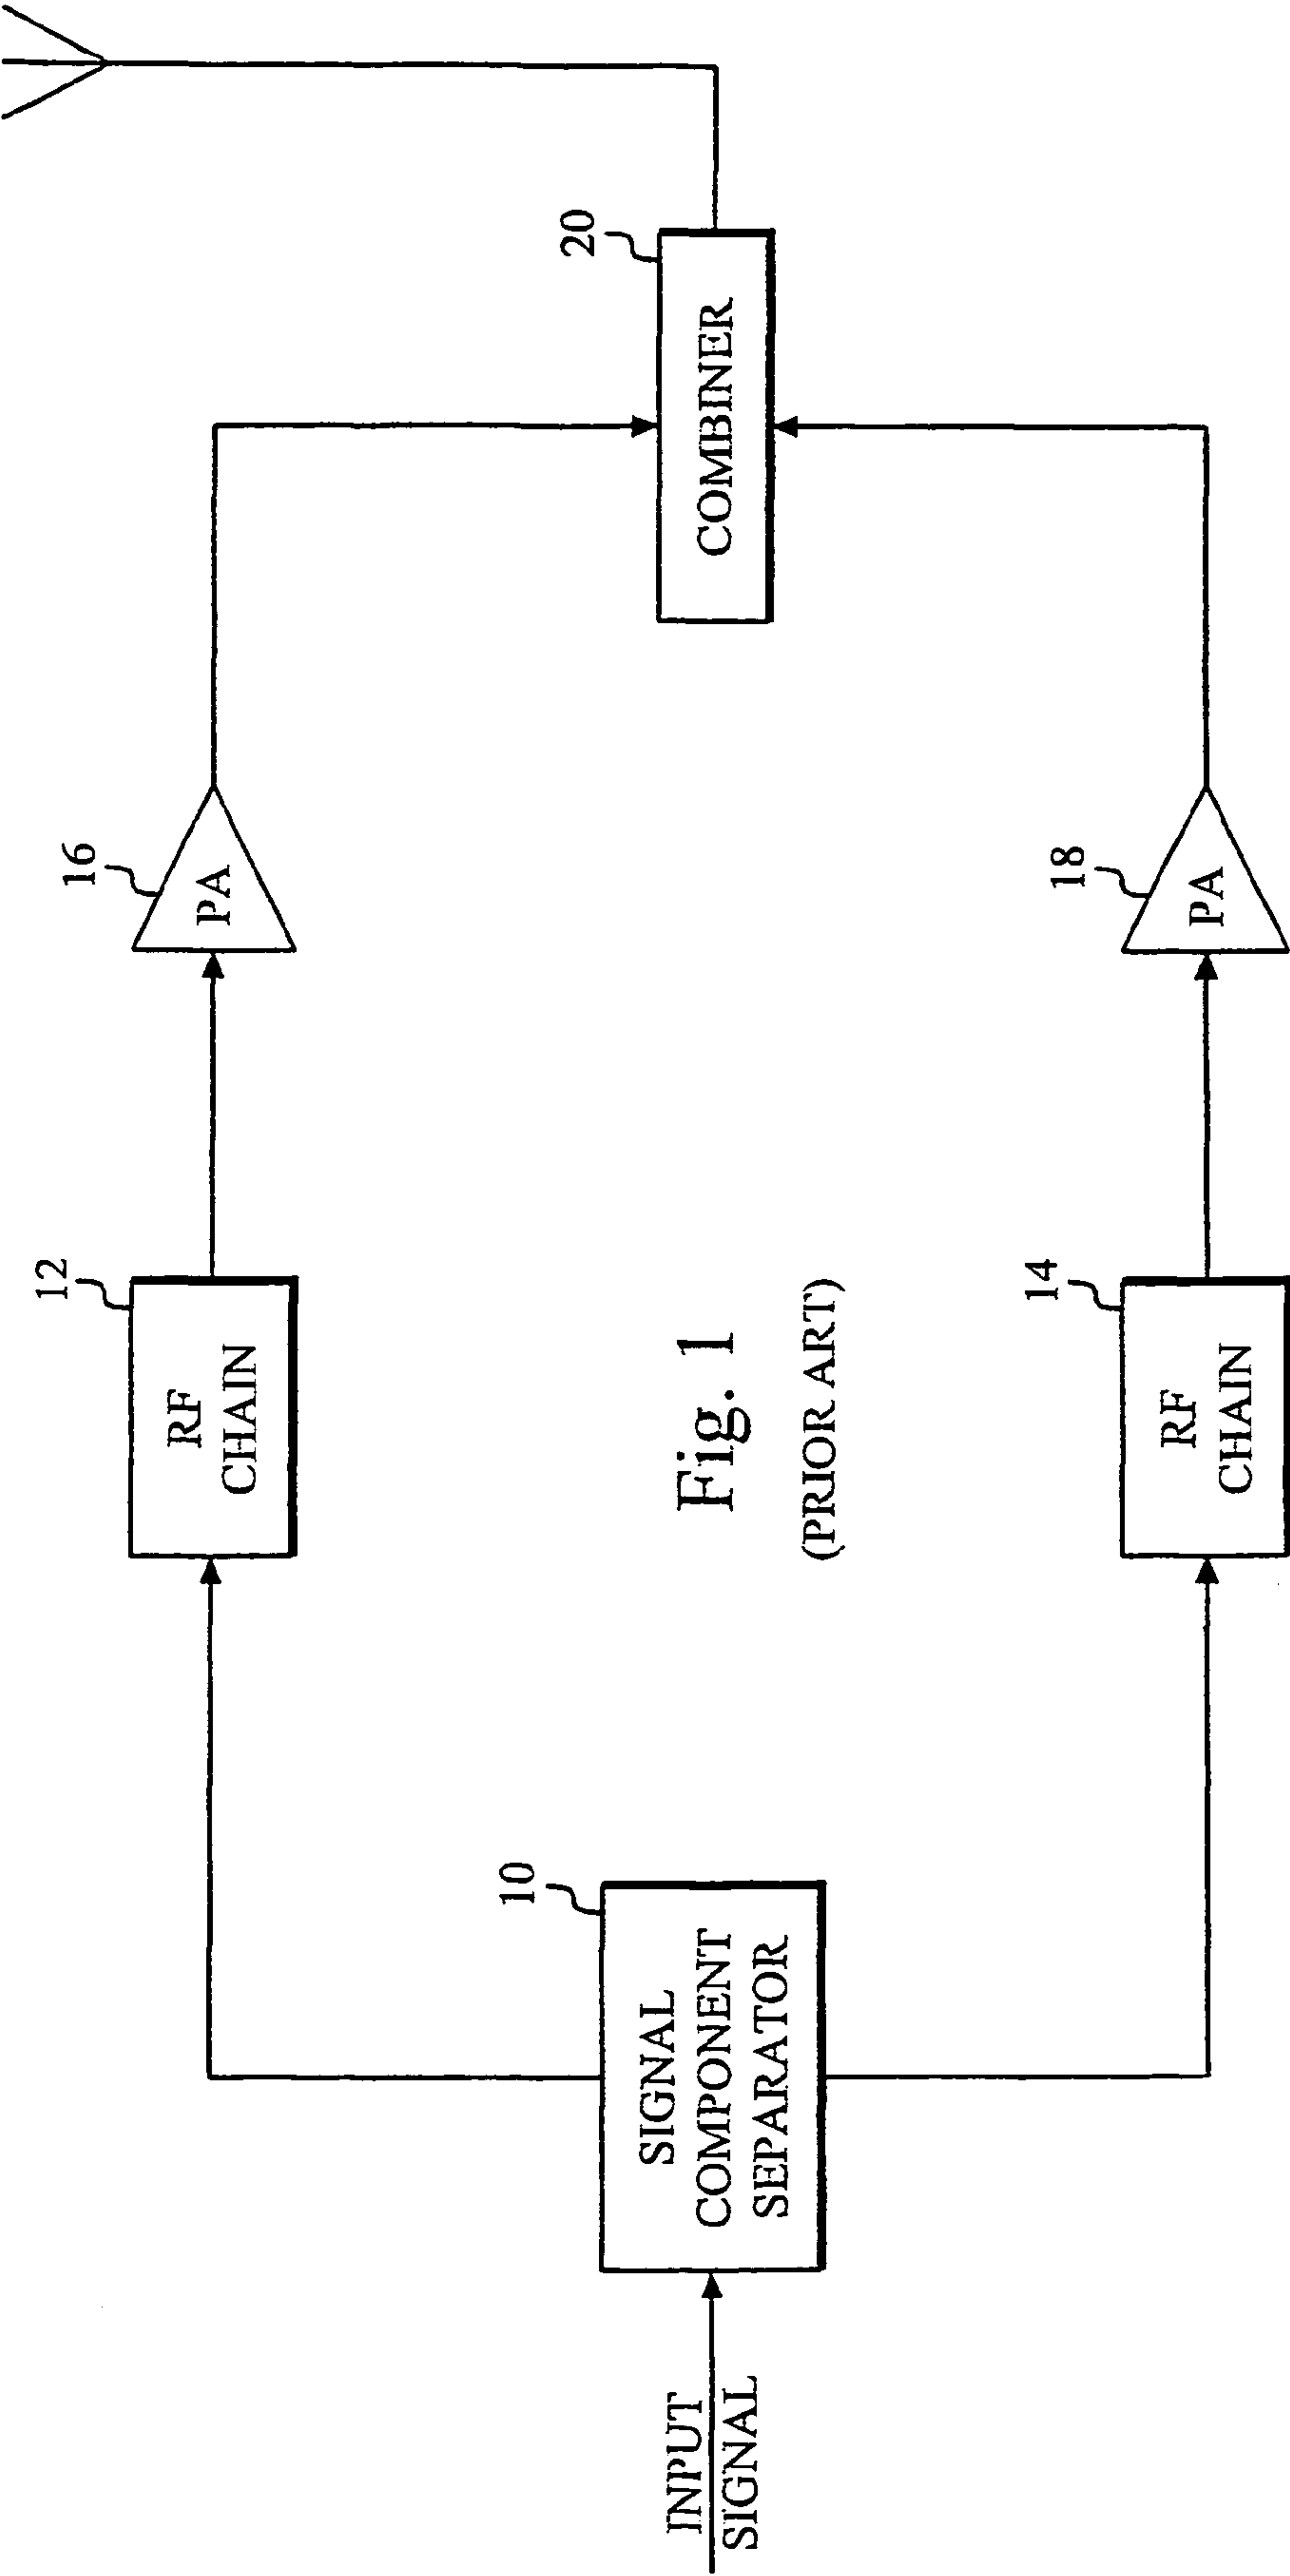 INPUT
SIGNAL
10
SIGNAL
COMPONENT
SEPARATOR
12
RF
CHAIN
14
RF
CHAIN
16
PA
18
PA
20
COMBINER
Fig. 1
(PRIOR ART)